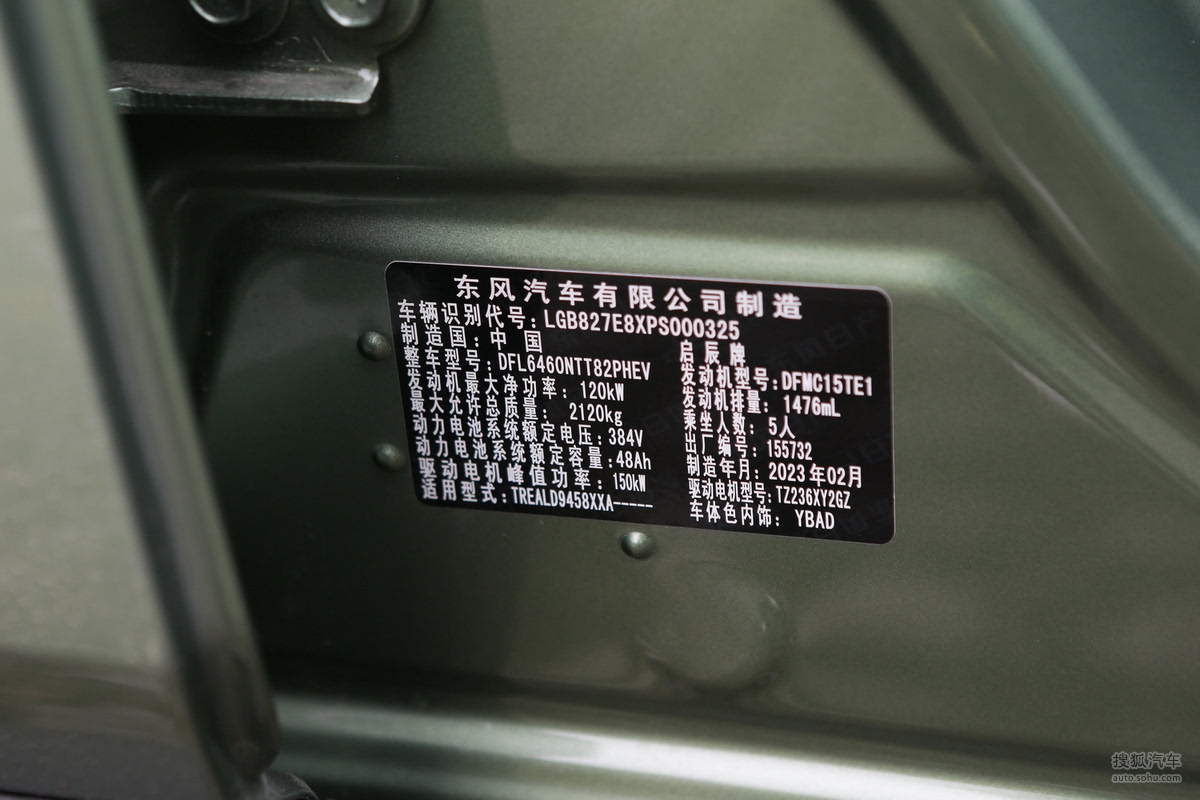 东风汽车有限公司制造
车辆识别代号:LGB827E8XPS000325
制造国:中 国
启辰牌
整车型号:DFL6460NTT82PHEV
发动机型号:DFMC15TE1
发动机最大净功率: 120kW
发动机排量: 1476mL
最大允许总质量: 2120kg
乘坐人数: 5人
动力电池系统额定电压:384V
出厂编号: 155732
动力电池系统额定容量:48Ah
制造年月: 2023年02月
驱动电机峰值功率: 150kW
驱动电机型号:TZ236XY2GZ
适用型式:TREALD9458XXA-----
车体色内饰: YBAD
搜狐汽车
auto.sohu.com